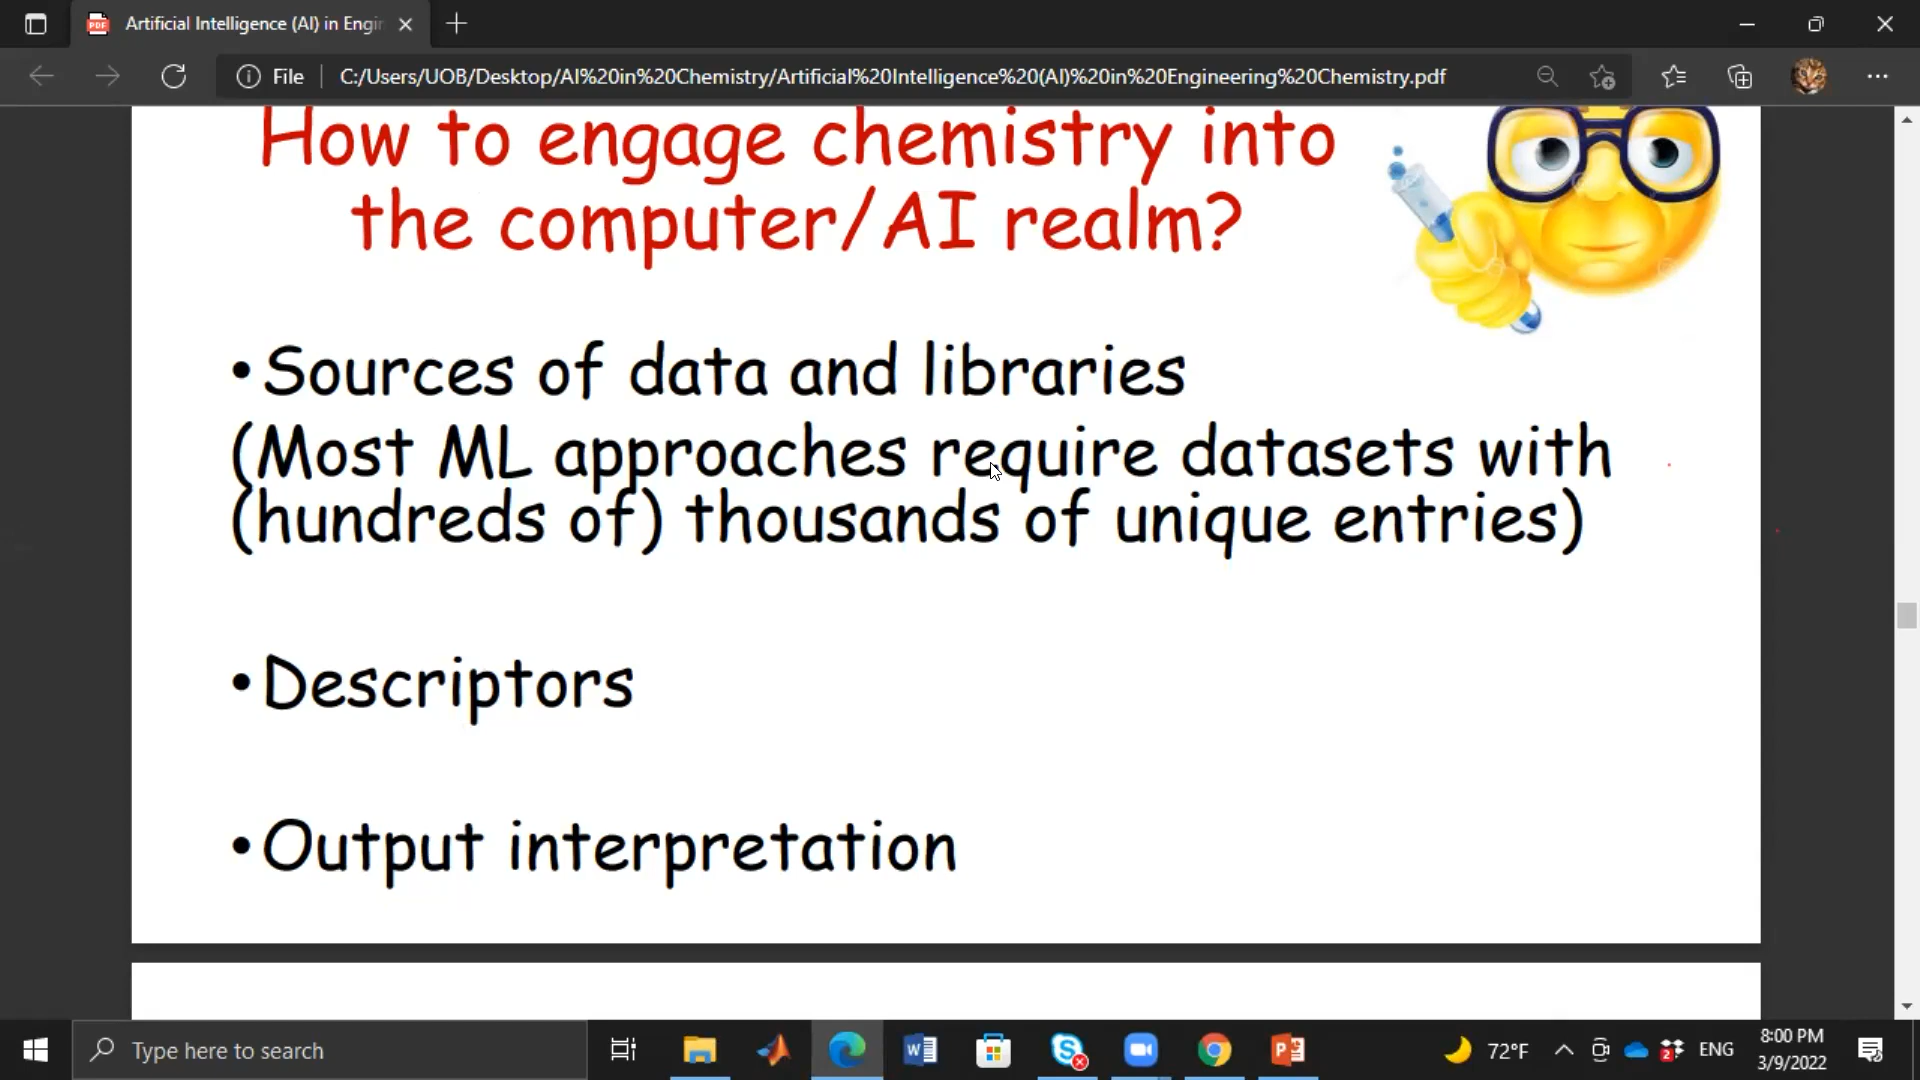 Artificial Intelligence (AI) in Engin
File
C:/Users/UOB/Desktop/AI%20in%20Chemistry/Artificial%20Intelligence%20(AI)%20in%20Engineering%20Chemistry.pdf
How to engage chemistry into
the computer/AI realm?
•Sources of data and libraries
(Most ML approaches require datasets with
(hundreds of) thousands of unique entries)
•Descriptors
•Output interpretation
Type here to search
72°F
ENG
8:00 PM
3/9/2022